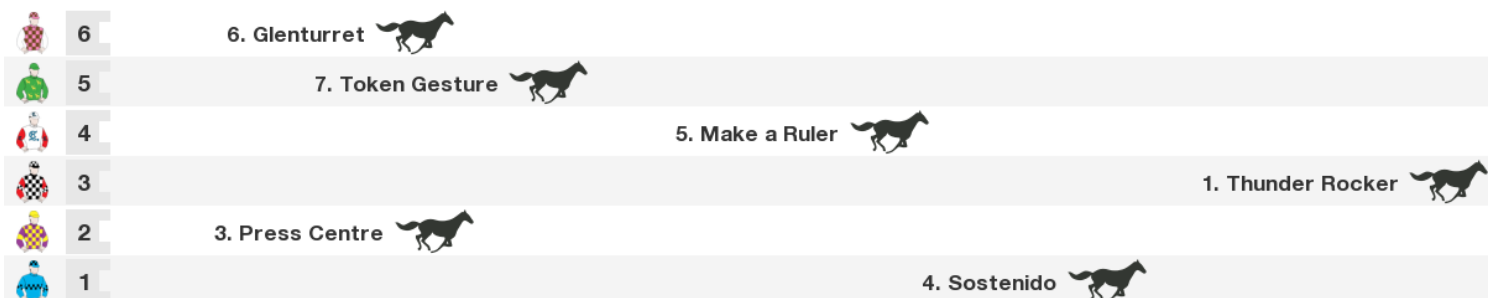 6 6. Glenturret
5 7. Token Gesture
4 5. Make a Ruler
3 1. Thunder Rocker
2 3. Press Centre
1 4. Sostenido